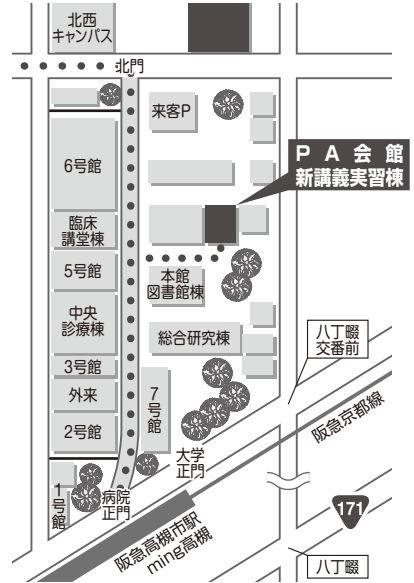 北西
キャンパス
北門
来客P
6号館
PA会館
新講義実習棟
臨床
講堂棟
5号館
本館
図書館棟
中央
診療棟
総合研究棟
八丁畷
交番前
3号館
外来
7号館
2号館
阪急京都線
大学
正門
1号館
病院
正門
171
阪急高槻市駅
ming高槻
八丁畷